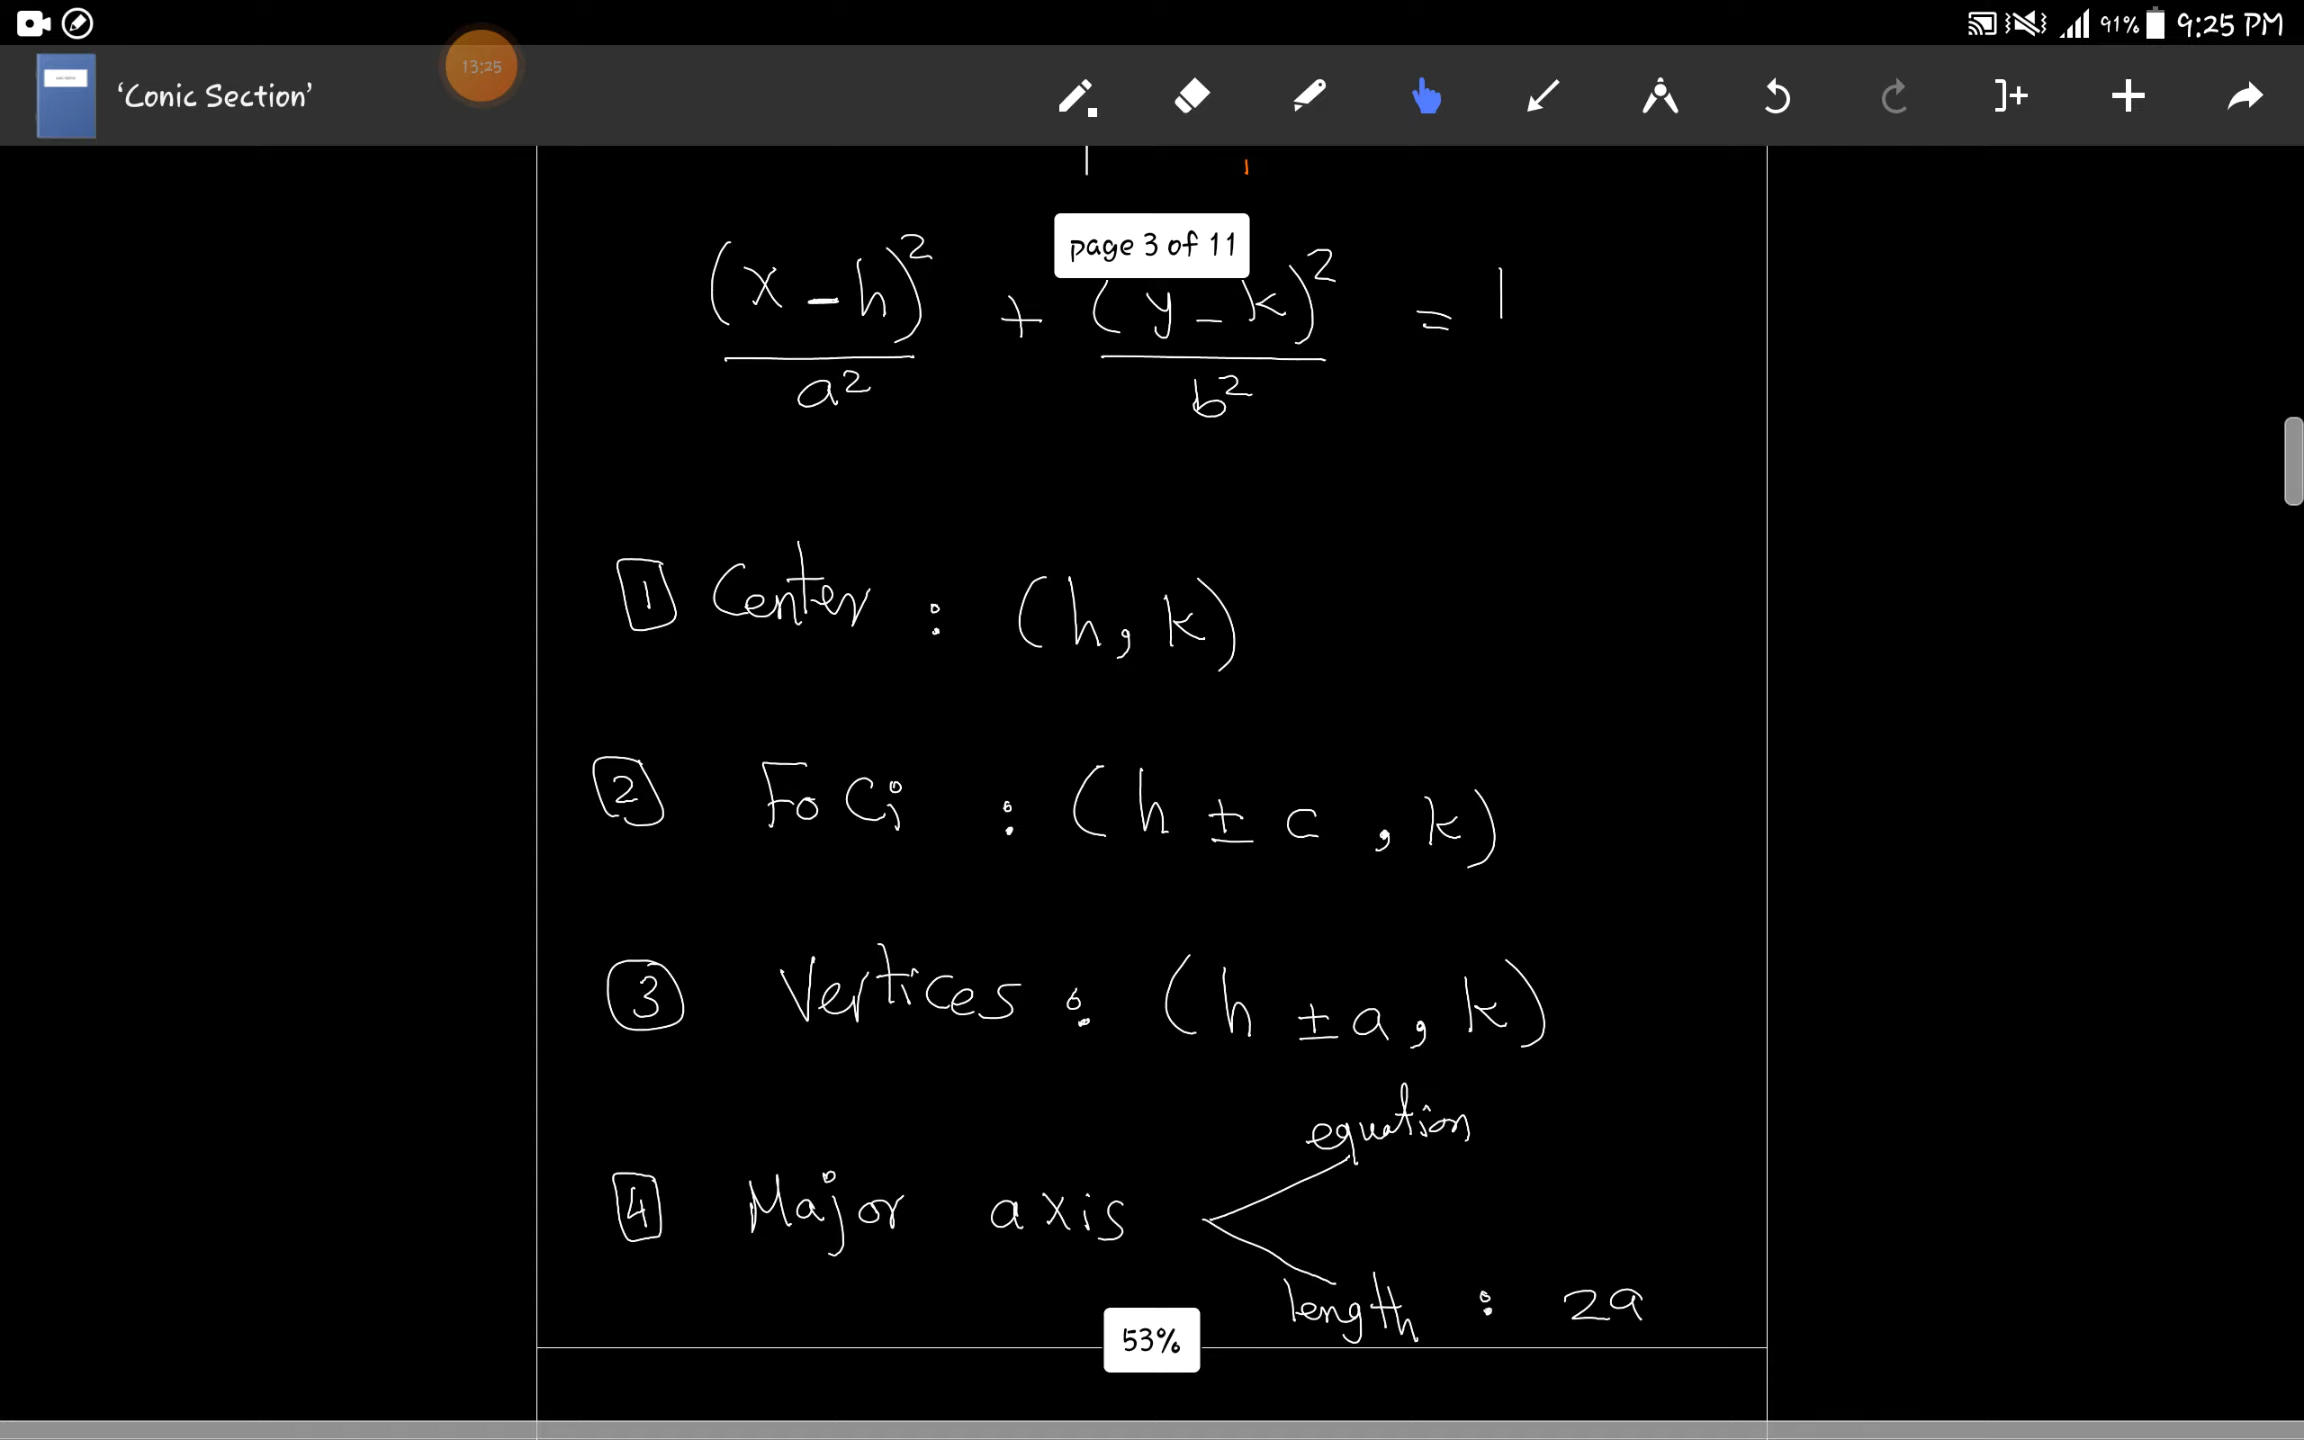 91% 9:25 PM
'Conic Section' 13:25
page 3 of 11
(x - h)² / a² + (y - k)² / b² = 1
1 Center : (h, k)
2 Foci : (h ± c , k)
3 Vertices : (h ± a, k)
equation
4 Major axis
length : 2a
53%